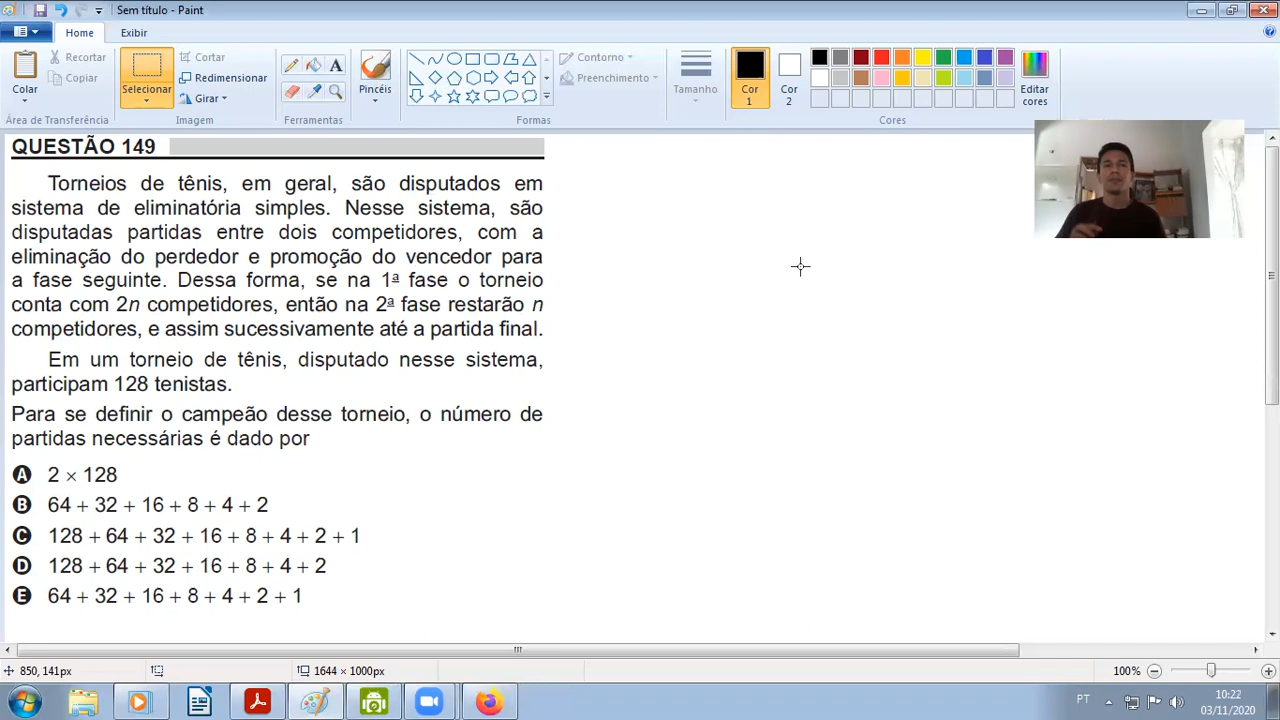 Sem título - Paint
Home
Exibir
Colar
Recortar
Copiar
Área de Transferência
Selecionar
Cortar
Redimensionar
Girar
Imagem
A
Ferramentas
Pincéis
Contorno
Preenchimento
Formas
Tamanho
Cor
1
Cor
2
Editar
cores
Cores
QUESTÃO 149
Torneios de tênis, em geral, são disputados em
sistema de eliminatória simples. Nesse sistema, são
disputadas partidas entre dois competidores, com a
eliminação do perdedor e promoção do vencedor para
a fase seguinte. Dessa forma, se na 1ª fase o torneio
conta com 2n competidores, então na 2ª fase restarão n
competidores, e assim sucessivamente até a partida final.
Em um torneio de tênis, disputado nesse sistema,
participam 128 tenistas.
Para se definir o campeão desse torneio, o número de
partidas necessárias é dado por
A 2 × 128
B 64 + 32 + 16 + 8 + 4 + 2
C 128 + 64 + 32 + 16 + 8 + 4 + 2 + 1
D 128 + 64 + 32 + 16 + 8 + 4 + 2
E 64 + 32 + 16 + 8 + 4 + 2 + 1
850, 141px
1644 × 1000px
100%
PT
10:22
03/11/2020